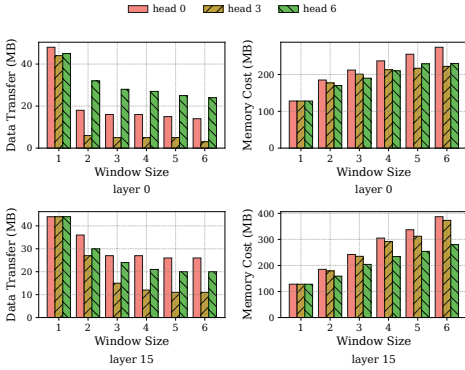 head 0 head 3 head 6
Data Transfer (MB)
40
20
0
1 2 3 4 5 6
Window Size
layer 0
Memory Cost (MB)
200
100
0
1 2 3 4 5 6
Window Size
layer 0
Data Transfer (MB)
40
30
20
10
0
1 2 3 4 5 6
Window Size
layer 15
Memory Cost (MB)
400
300
200
100
0
1 2 3 4 5 6
Window Size
layer 15